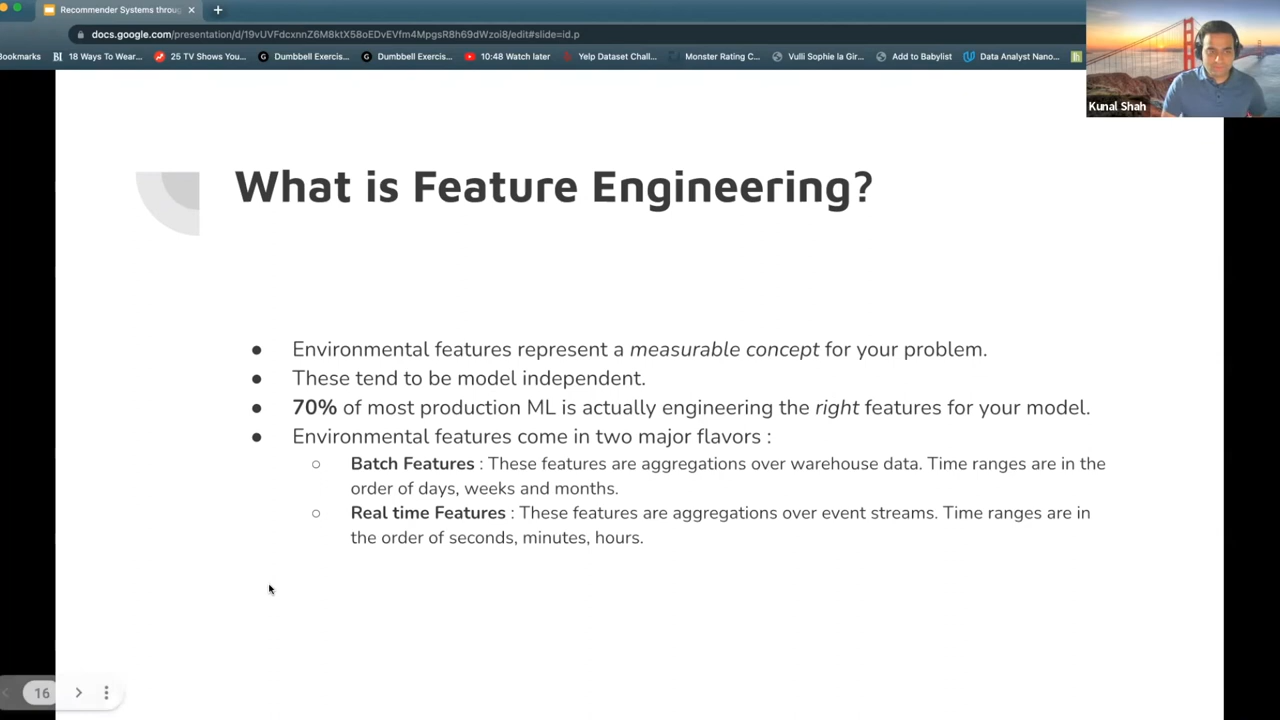 Recommender Systems throu
docs.google.com/presentation/d/19vUVFdcxnnZ6M8ktX58oEDvEVfm4MpgsR8h69dWzoi8/edit#slide=id.p
Bookmarks BI 18 Ways To Wear... 25 TV Shows You... G Dumbbell Exercis... G Dumbbell Exercis... 10:48 Watch later Yelp Dataset Chall... Monster Rating C... Vulli Sophie la Gir... Add to Babylist Data Analyst Nano...
Kunal Shah
What is Feature Engineering?
● Environmental features represent a measurable concept for your problem.
● These tend to be model independent.
● 70% of most production ML is actually engineering the right features for your model.
● Environmental features come in two major flavors :
○ Batch Features : These features are aggregations over warehouse data. Time ranges are in the
order of days, weeks and months.
○ Real time Features : These features are aggregations over event streams. Time ranges are in
the order of seconds, minutes, hours.
16